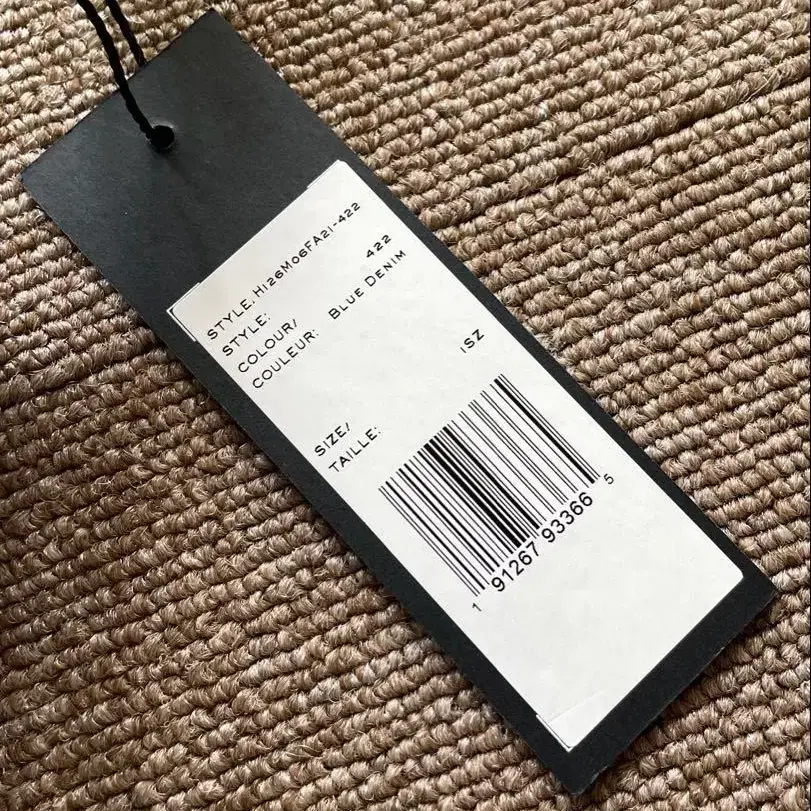 STYLE: H126M06FA21-422
STYLE:
COLOUR/ 422
COULEUR: BLUE DENIM
SIZE/ 1SZ
TAILLE:
1 91267 93366 5